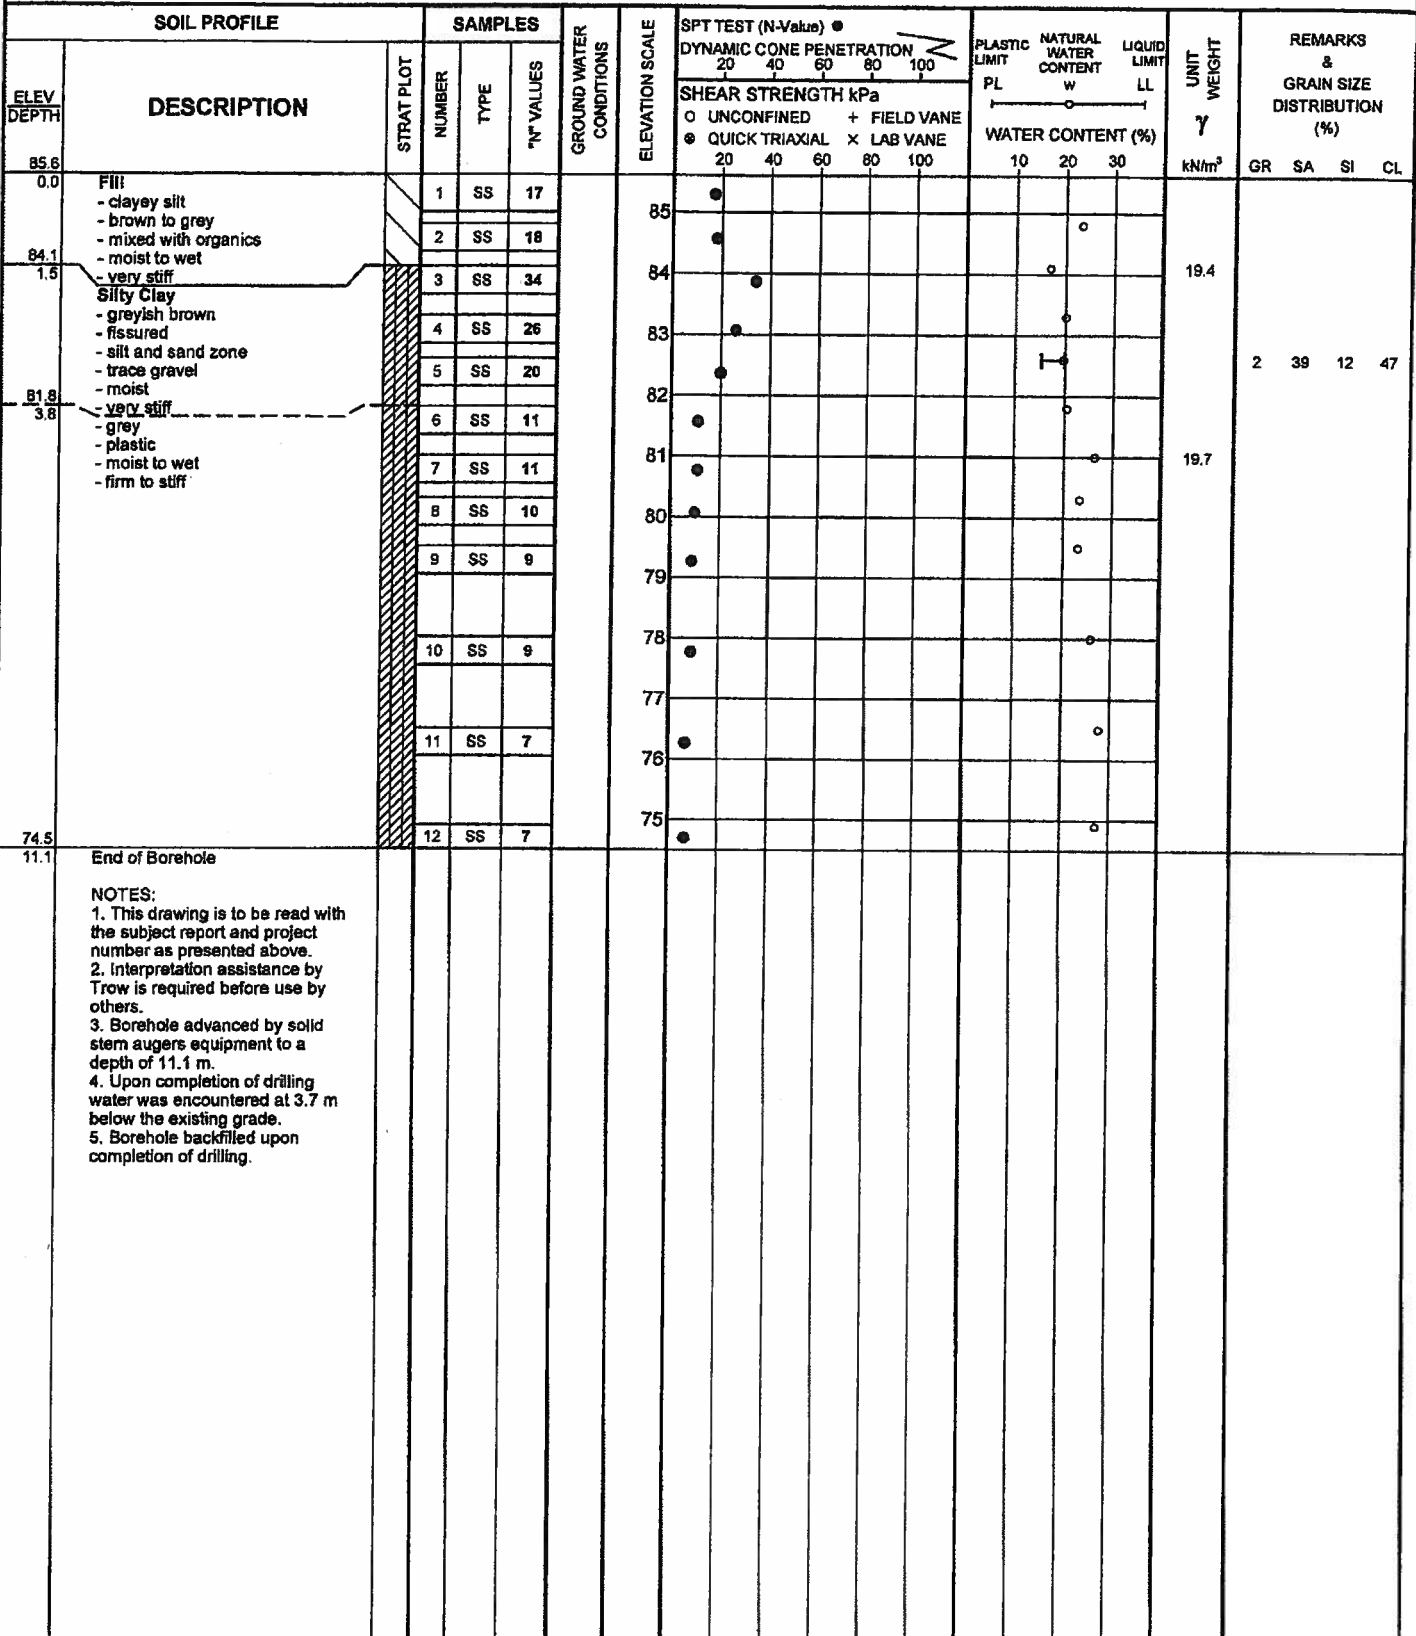 SOIL PROFILE
SAMPLES
GROUND WATER CONDITIONS
ELEVATION SCALE
SPT TEST (N-Value) ●
DYNAMIC CONE PENETRATION
20 40 60 80 100
SHEAR STRENGTH kPa
O UNCONFINED + FIELD VANE
⊗ QUICK TRIAXIAL × LAB VANE
20 40 60 80 100
PLASTIC LIMIT
PL
NATURAL WATER CONTENT
w
LIQUID LIMIT
LL
WATER CONTENT (%)
10 20 30
UNIT WEIGHT
γ
kN/m³
REMARKS
&
GRAIN SIZE
DISTRIBUTION
(%)
GR SA SI CL
ELEV
DEPTH
DESCRIPTION
STRAT PLOT
NUMBER
TYPE
"N" VALUES
85.6
0.0
Fill
- clayey silt
- brown to grey
- mixed with organics
- moist to wet
- very stiff
84.1
1.5
Silty Clay
- greyish brown
- fissured
- silt and sand zone
- trace gravel
- moist
- very stiff
81.8
3.8
- grey
- plastic
- moist to wet
- firm to stiff
1 SS 17
2 SS 18
3 SS 34
4 SS 26
5 SS 20
6 SS 11
7 SS 11
8 SS 10
9 SS 9
10 SS 9
11 SS 7
12 SS 7
85
84
83
82
81
80
79
78
77
76
75
19.4
19.7
2 39 12 47
74.5
11.1
End of Borehole
NOTES:
1. This drawing is to be read with
the subject report and project
number as presented above.
2. Interpretation assistance by
Trow is required before use by
others.
3. Borehole advanced by solid
stem augers equipment to a
depth of 11.1 m.
4. Upon completion of drilling
water was encountered at 3.7 m
below the existing grade.
5. Borehole backfilled upon
completion of drilling.